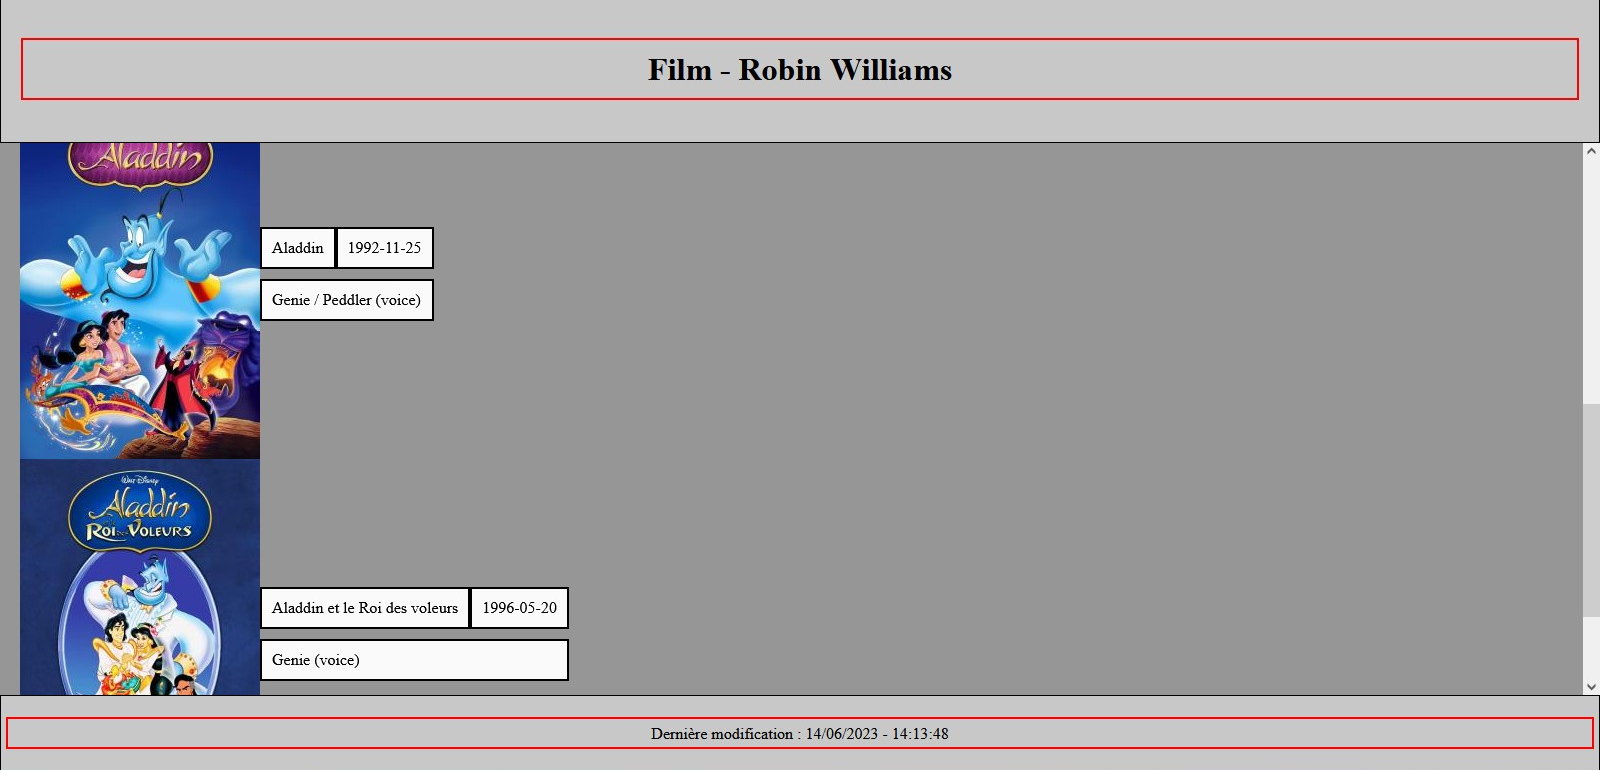 Film - Robin Williams
Aladdin
Aladdin 1992-11-25
Genie / Peddler (voice)
Walt Disney
Aladdin
ROI des VOLEURS
Aladdin et le Roi des voleurs 1996-05-20
Genie (voice)
Dernière modification : 14/06/2023 - 14:13:48